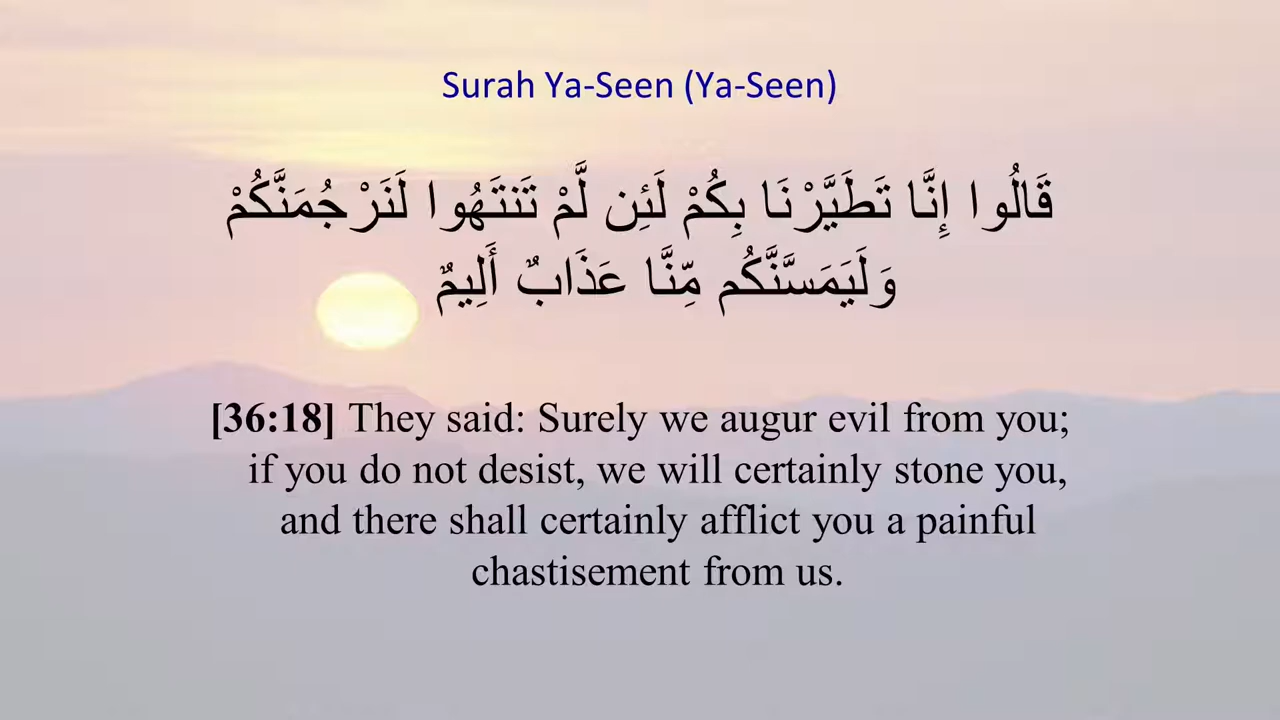 Surah Ya-Seen (Ya-Seen)
قَالُوا إِنَّا تَطَيَّرْنَا بِكُمْ لَئِن لَّمْ تَنتَهُوا لَنَرْجُمَنَّكُمْ
وَلَيَمَسَّنَّكُم مِّنَّا عَذَابٌ أَلِيمٌ
[36:18] They said: Surely we augur evil from you;
if you do not desist, we will certainly stone you,
and there shall certainly afflict you a painful
chastisement from us.